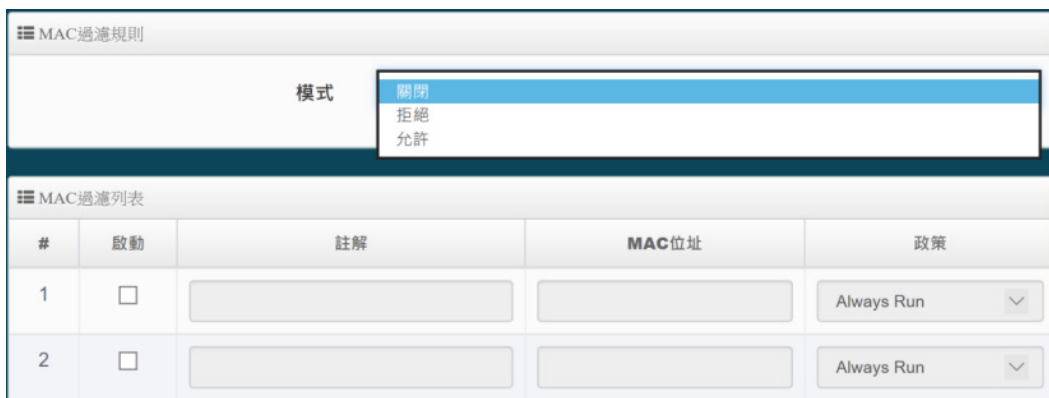 MAC過濾規則
模式
關閉
拒絕
允許
MAC過濾列表
# 啟動 註解 MAC位址 政策
1 Always Run
2 Always Run